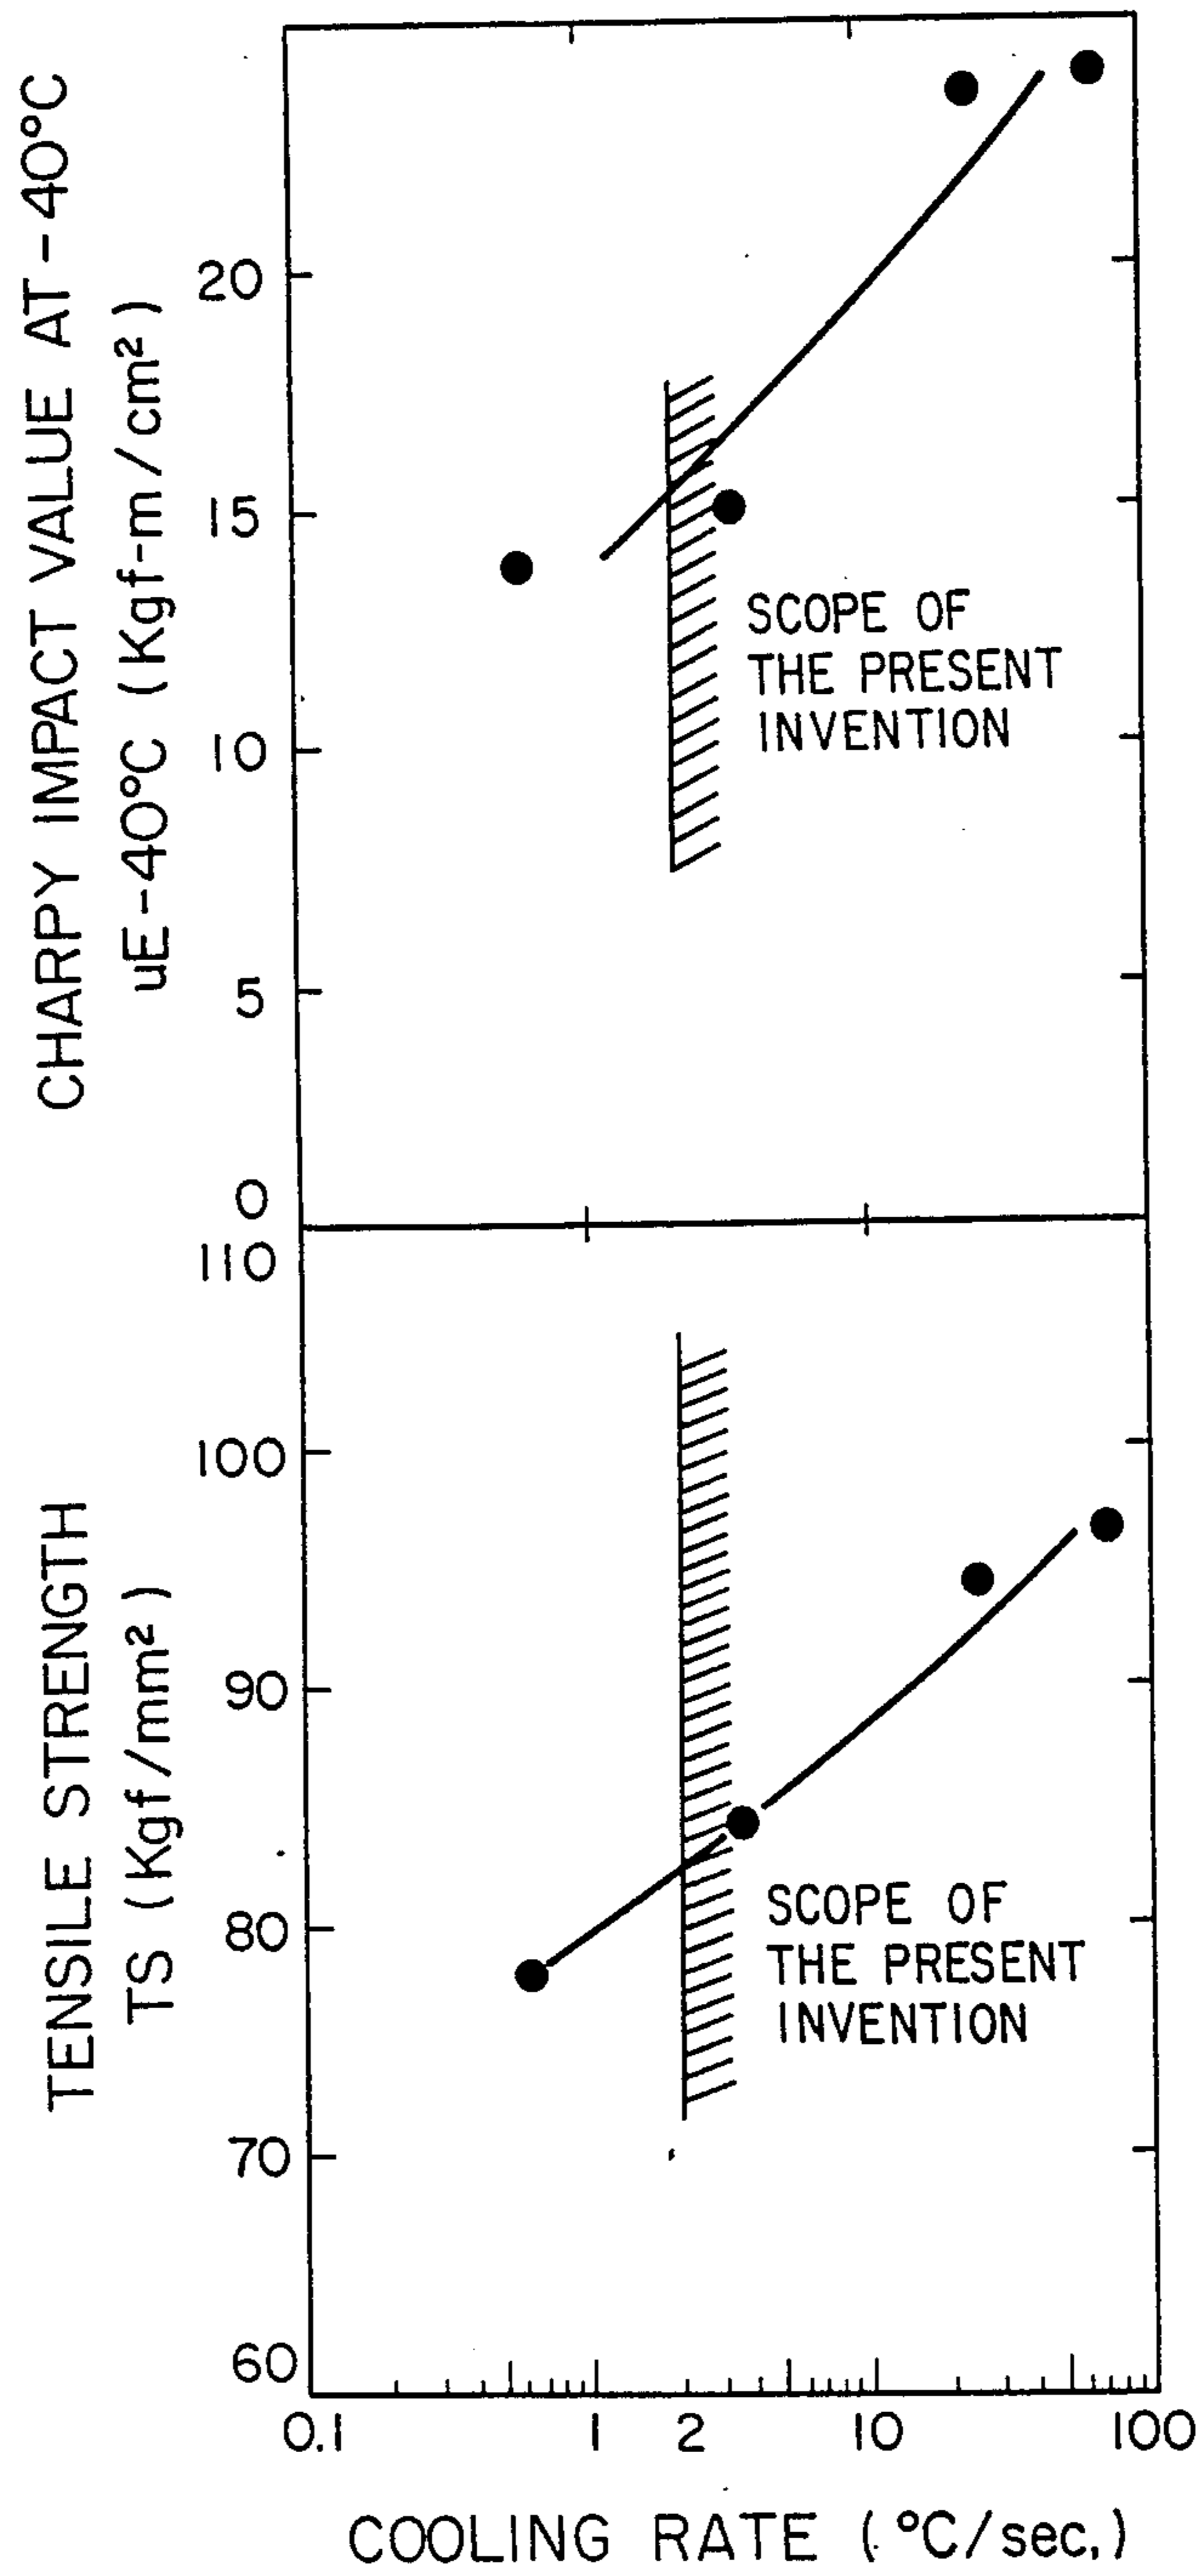 CHARPY IMPACT VALUE AT -40°C
uE-40°C (Kgf-m/cm²)
20
15
10
5
0
SCOPE OF
THE PRESENT
INVENTION
TENSILE STRENGTH
TS (Kgf/mm²)
110
100
90
80
70
60
SCOPE OF
THE PRESENT
INVENTION
0.1 1 2 10 100
COOLING RATE (°C/sec.)